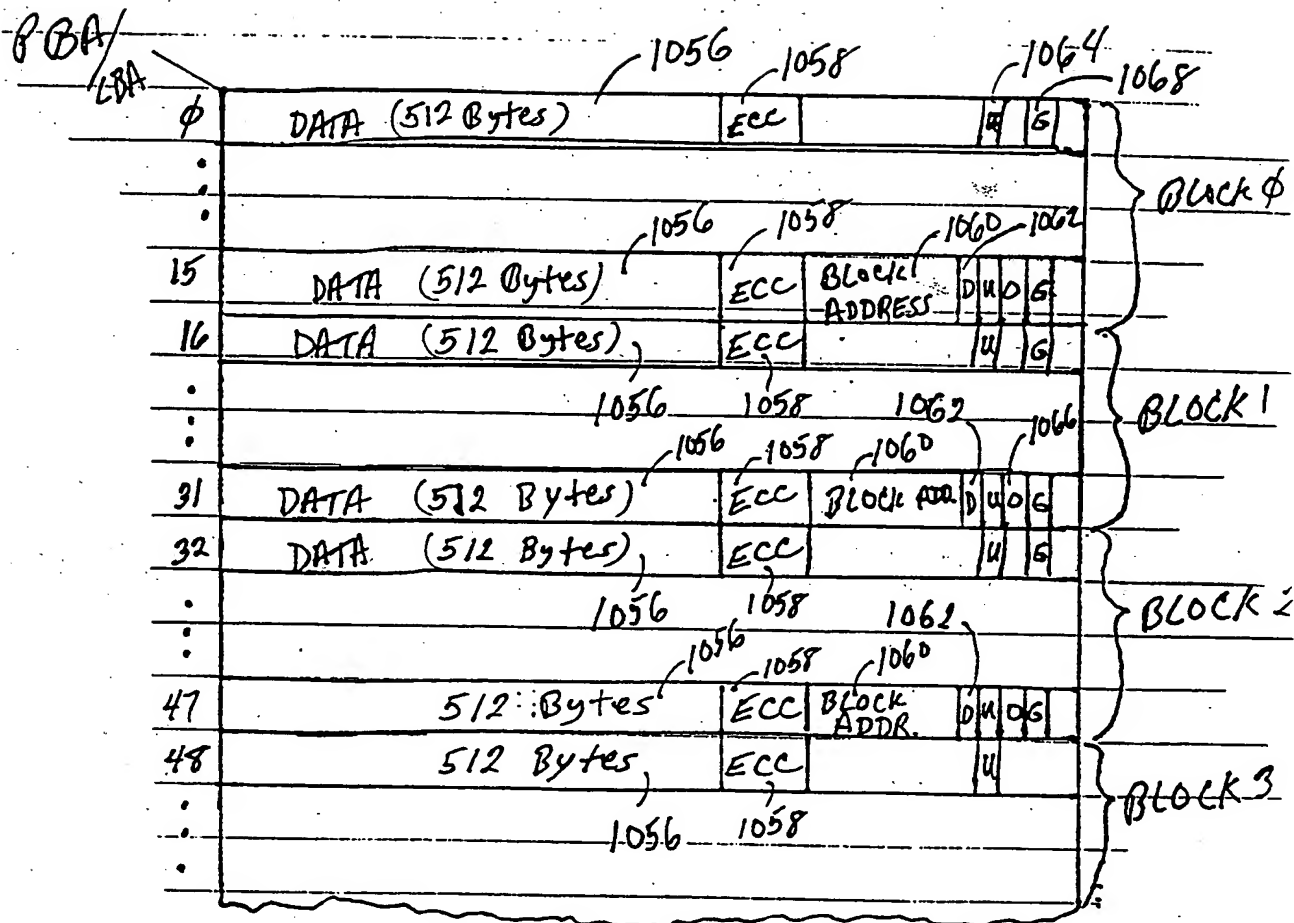 PBA/
LBA
1056 1058 1064 1068
φ DATA (512 Bytes) ECC U G
BLOCK φ
1056 1058 1060 1062
15 DATA (512 Bytes) ECC BLOCK ADDRESS D U O G
16 DATA (512 Bytes) ECC U G
1056 1058 1062 1066
BLOCK 1
1056 1058 1060
31 DATA (512 Bytes) ECC BLOCK ADD. D U O G
32 DATA (512 Bytes) ECC U G
1056 1058 1062
BLOCK 2
1056 1058 1060
47 512 Bytes ECC BLOCK ADDR. D U O G
48 512 Bytes ECC U
BLOCK 3
1056 1058